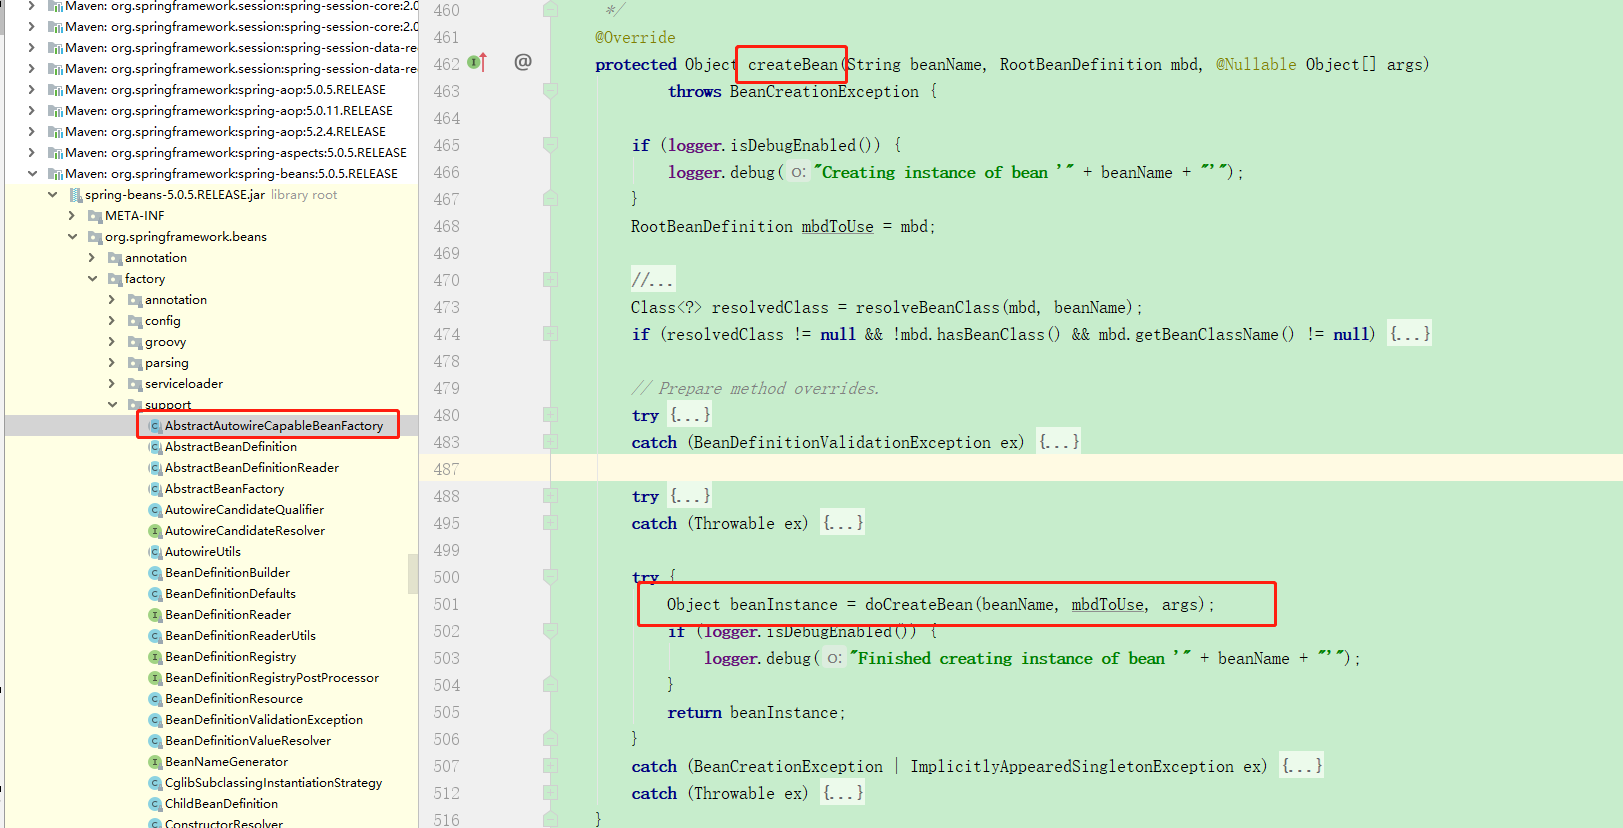 Maven: org.springframework.session:spring-session-core:2.0
Maven: org.springframework.session:spring-session-core:2.0
Maven: org.springframework.session:spring-session-data-re
Maven: org.springframework.session:spring-session-data-re
Maven: org.springframework:spring-aop:5.0.5.RELEASE
Maven: org.springframework:spring-aop:5.0.11.RELEASE
Maven: org.springframework:spring-aop:5.2.4.RELEASE
Maven: org.springframework:spring-aspects:5.0.5.RELEASE
Maven: org.springframework:spring-beans:5.0.5.RELEASE
spring-beans-5.0.5.RELEASE.jar library root
META-INF
org.springframework.beans
annotation
factory
annotation
config
groovy
parsing
serviceloader
support
AbstractAutowireCapableBeanFactory
AbstractBeanDefinition
AbstractBeanDefinitionReader
AbstractBeanFactory
AutowireCandidateQualifier
AutowireCandidateResolver
AutowireUtils
BeanDefinitionBuilder
BeanDefinitionDefaults
BeanDefinitionReader
BeanDefinitionReaderUtils
BeanDefinitionRegistry
BeanDefinitionRegistryPostProcessor
BeanDefinitionResource
BeanDefinitionValidationException
BeanDefinitionValueResolver
BeanNameGenerator
CglibSubclassingInstantiationStrategy
ChildBeanDefinition
ConstructorResolver
460 */
461 @Override
462 @ protected Object createBean(String beanName, RootBeanDefinition mbd, @Nullable Object[] args)
463 throws BeanCreationException {
464
465 if (logger.isDebugEnabled()) {
466 logger.debug( o: "Creating instance of bean '" + beanName + "'");
467 }
468 RootBeanDefinition mbdToUse = mbd;
469
470 //...
473 Class<?> resolvedClass = resolveBeanClass(mbd, beanName);
474 if (resolvedClass != null && !mbd.hasBeanClass() && mbd.getBeanClassName() != null) {...}
478
479 // Prepare method overrides.
480 try {...}
483 catch (BeanDefinitionValidationException ex) {...}
487
488 try {...}
495 catch (Throwable ex) {...}
499
500 try {
501 Object beanInstance = doCreateBean(beanName, mbdToUse, args);
502 if (logger.isDebugEnabled()) {
503 logger.debug( o: "Finished creating instance of bean '" + beanName + "'");
504 }
505 return beanInstance;
506 }
507 catch (BeanCreationException | ImplicitlyAppearedSingletonException ex) {...}
512 catch (Throwable ex) {...}
516 }